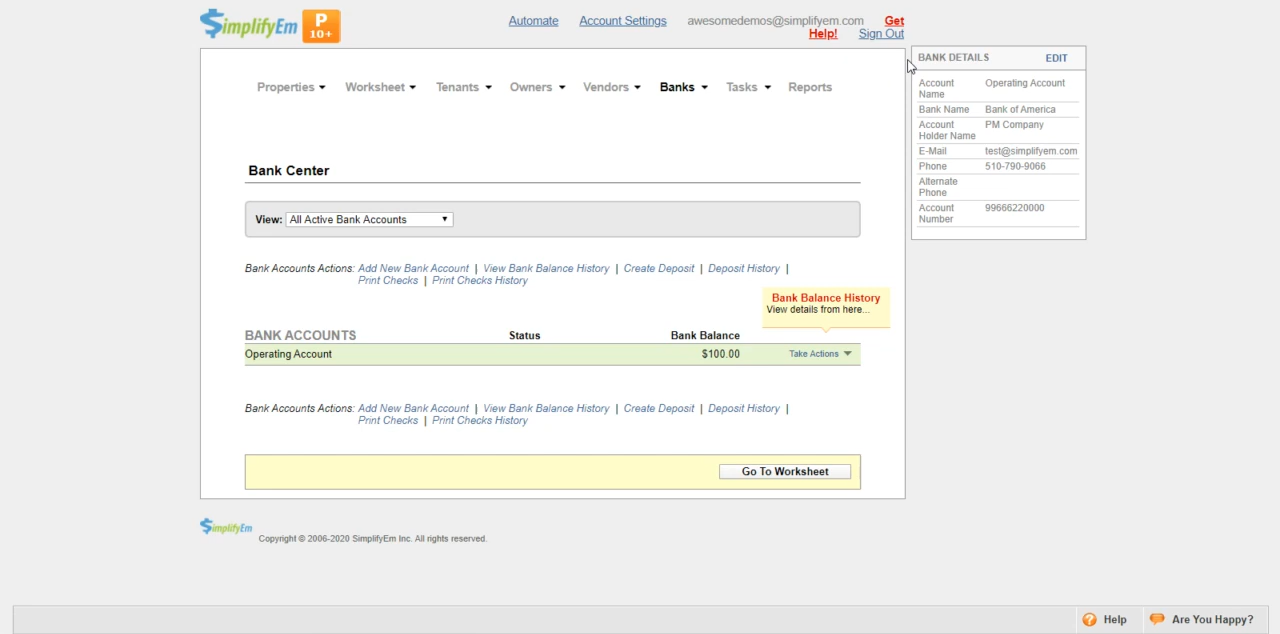 $implifyEm P 10+
Automate Account Settings awesomedemos@simplifyem.com Get
Help! Sign Out
BANK DETAILS EDIT
Account Name Operating Account
Bank Name Bank of America
Account Holder Name PM Company
E-Mail test@simplifyem.com
Phone 510-790-9066
Alternate Phone
Account Number 99666220000
Properties Worksheet Tenants Owners Vendors Banks Tasks Reports
Bank Center
View: All Active Bank Accounts
Bank Accounts Actions: Add New Bank Account | View Bank Balance History | Create Deposit | Deposit History |
Print Checks | Print Checks History
Bank Balance History
View details from here...
BANK ACCOUNTS Status Bank Balance
Operating Account $100.00 Take Actions
Bank Accounts Actions: Add New Bank Account | View Bank Balance History | Create Deposit | Deposit History |
Print Checks | Print Checks History
Go To Worksheet
$implifyEm Copyright © 2006-2020 SimplifyEm Inc. All rights reserved.
Help Are You Happy?